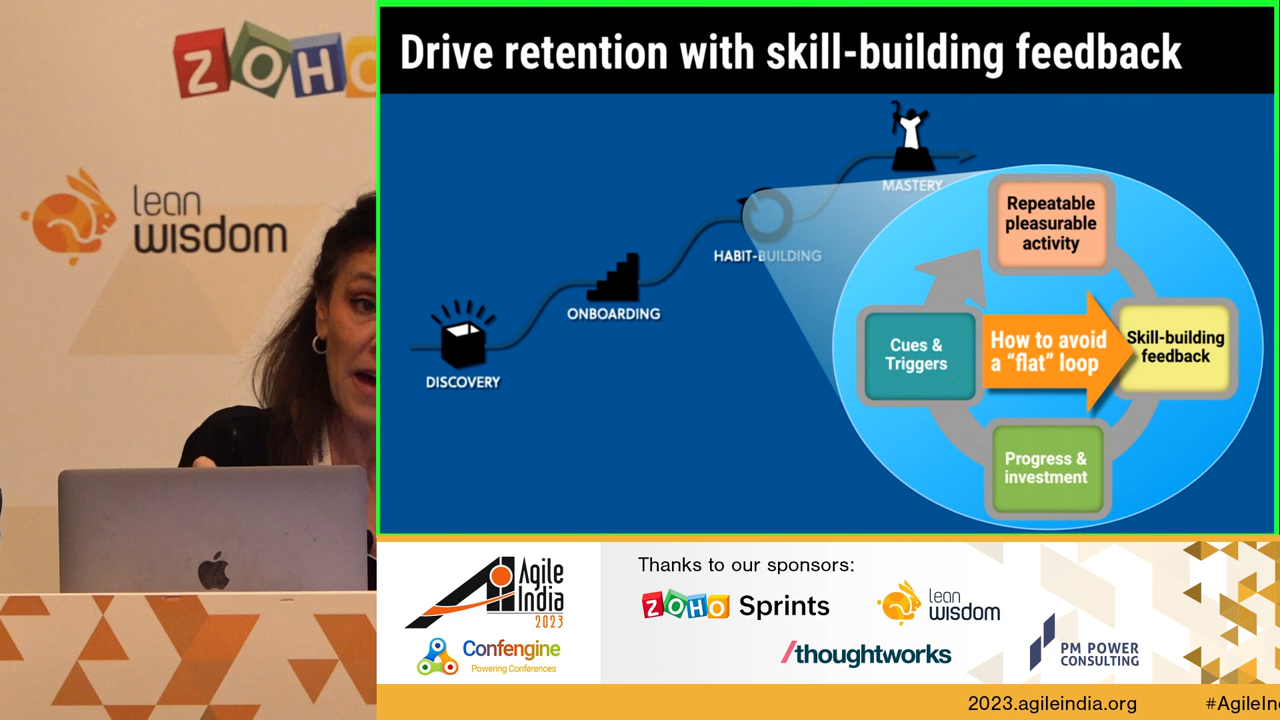 ZOHO
lean
wisdom
Drive retention with skill-building feedback
MASTERY
HABIT-BUILDING
ONBOARDING
DISCOVERY
Repeatable
pleasurable
activity
Cues &
Triggers
How to avoid
a “flat” loop
Skill-building
feedback
Progress &
investment
Agile
India
2023
Confengine
Powering Conferences
Thanks to our sponsors:
ZOHO Sprints
lean
wisdom
/thoughtworks
PM POWER
CONSULTING
2023.agileindia.org
#AgileIn